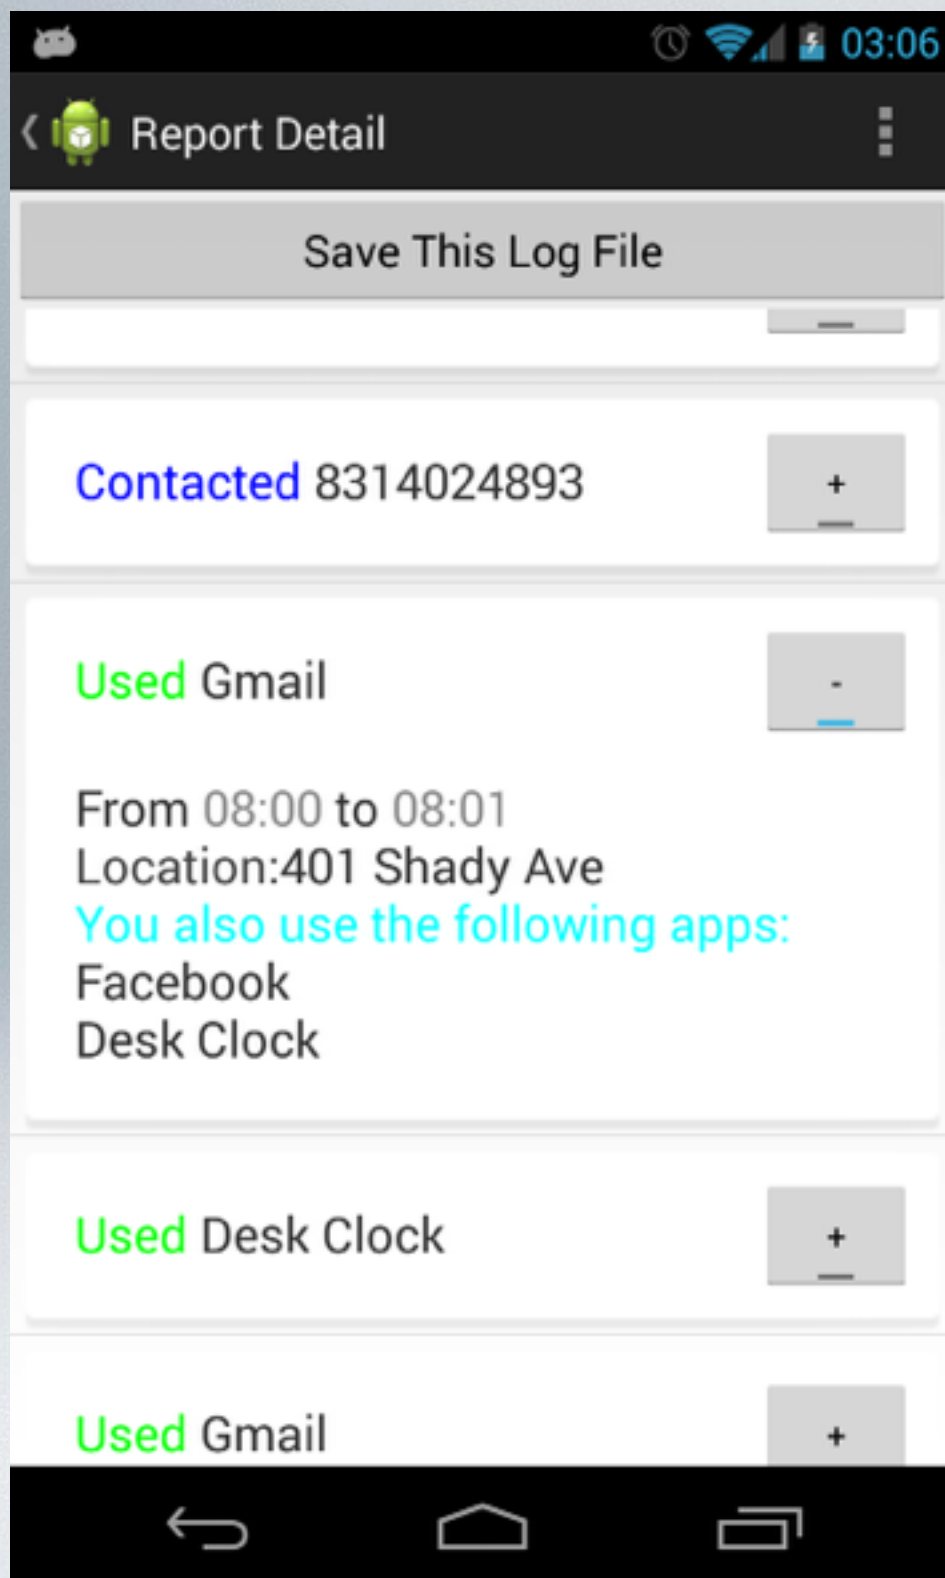 03:06
Report Detail
Save This Log File
Contacted 8314024893
+
Used Gmail
-
From 08:00 to 08:01
Location:401 Shady Ave
You also use the following apps:
Facebook
Desk Clock
Used Desk Clock
+
Used Gmail
+